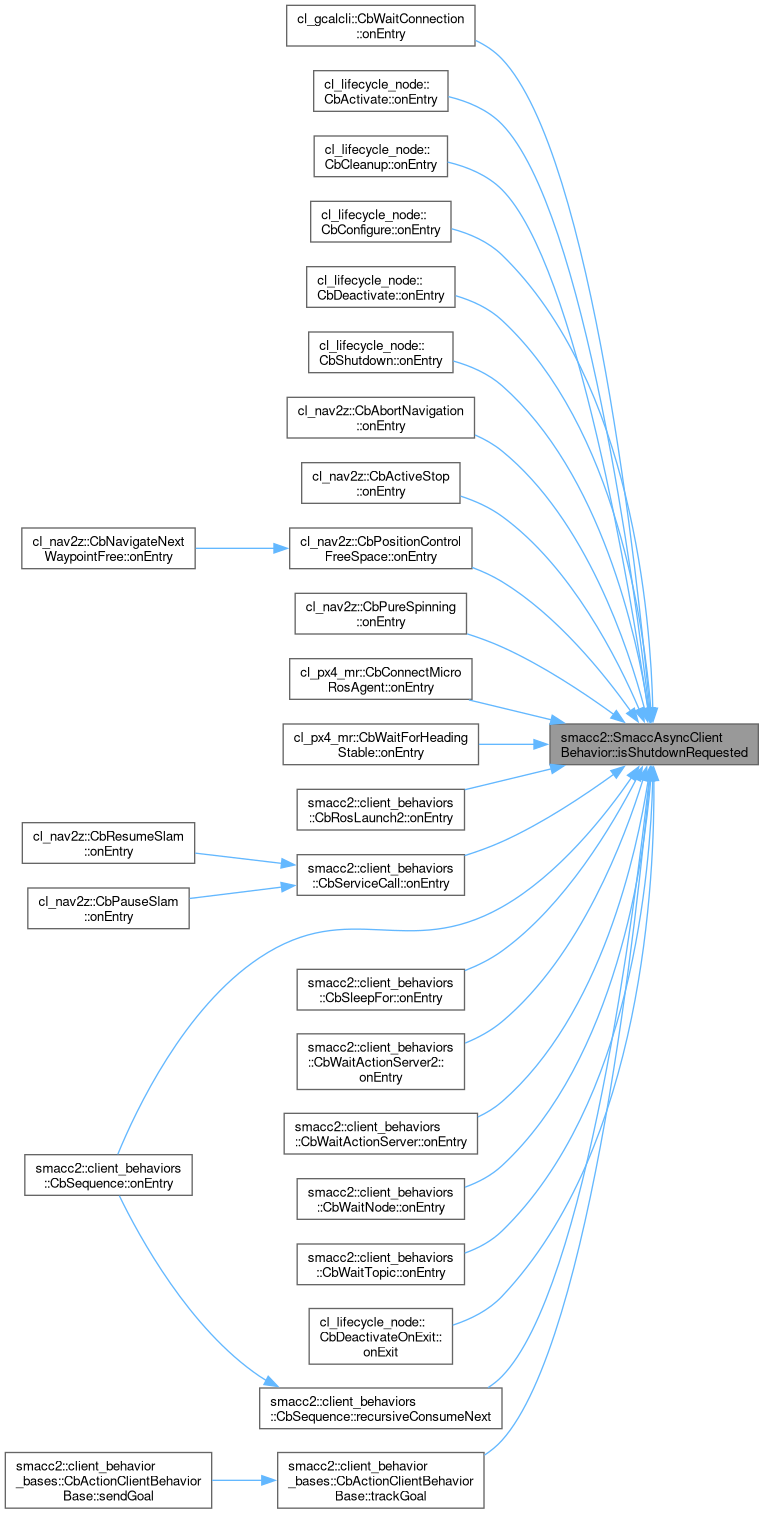 cl_gcalcli::CbWaitConnection
::onEntry
cl_lifecycle_node::
CbActivate::onEntry
cl_lifecycle_node::
CbCleanup::onEntry
cl_lifecycle_node::
CbConfigure::onEntry
cl_lifecycle_node::
CbDeactivate::onEntry
cl_lifecycle_node::
CbShutdown::onEntry
cl_nav2z::CbAbortNavigation
::onEntry
cl_nav2z::CbActiveStop
::onEntry
cl_nav2z::CbNavigateNext
WaypointFree::onEntry
cl_nav2z::CbPositionControl
FreeSpace::onEntry
cl_nav2z::CbPureSpinning
::onEntry
cl_px4_mr::CbConnectMicro
RosAgent::onEntry
cl_px4_mr::CbWaitForHeading
Stable::onEntry
smacc2::SmaccAsyncClient
Behavior::isShutdownRequested
smacc2::client_behaviors
::CbRosLaunch2::onEntry
cl_nav2z::CbResumeSlam
::onEntry
smacc2::client_behaviors
::CbServiceCall::onEntry
cl_nav2z::CbPauseSlam
::onEntry
smacc2::client_behaviors
::CbSleepFor::onEntry
smacc2::client_behaviors
::CbWaitActionServer2::
onEntry
smacc2::client_behaviors
::CbWaitActionServer::onEntry
smacc2::client_behaviors
::CbSequence::onEntry
smacc2::client_behaviors
::CbWaitNode::onEntry
smacc2::client_behaviors
::CbWaitTopic::onEntry
cl_lifecycle_node::
CbDeactivateOnExit::
onExit
smacc2::client_behaviors
::CbSequence::recursiveConsumeNext
smacc2::client_behavior
_bases::CbActionClientBehavior
Base::sendGoal
smacc2::client_behavior
_bases::CbActionClientBehavior
Base::trackGoal